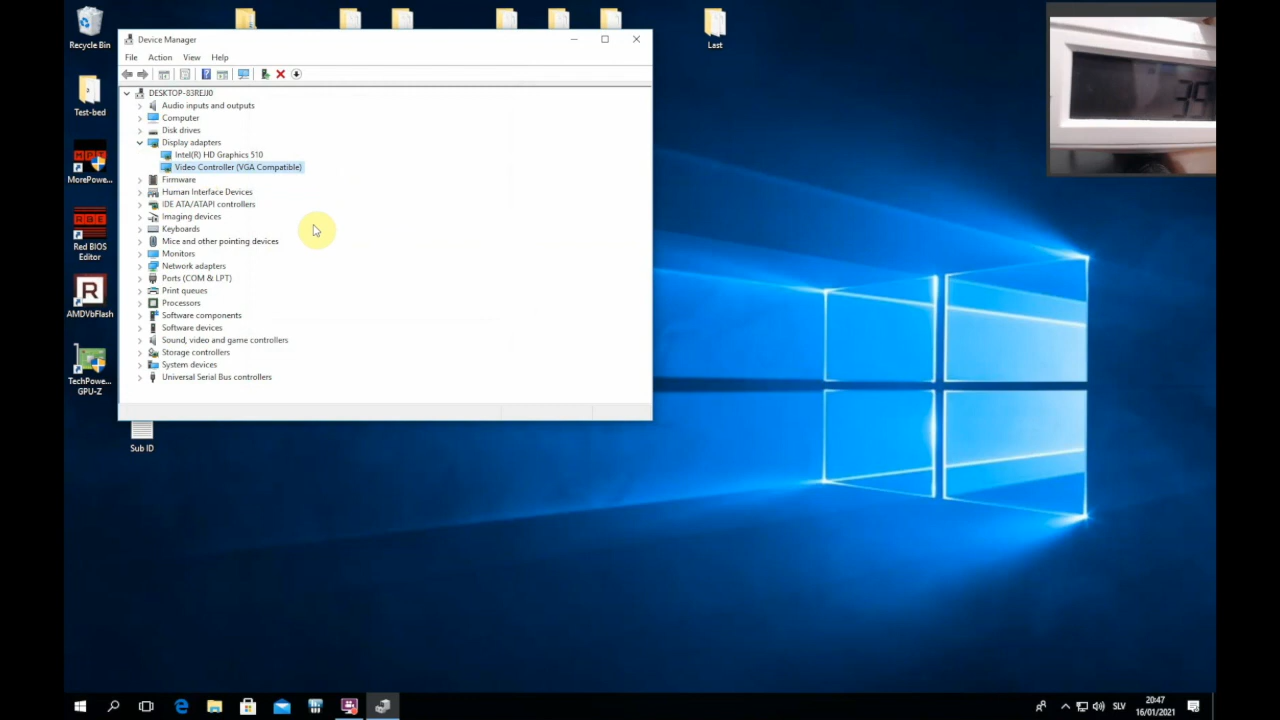 Recycle Bin
Last
Test-bed
MPT
MorePowe...
RBE
Red BIOS
Editor
AMDVbFlash
TechPowe...
GPU-Z
Sub ID
Device Manager
File Action View Help
DESKTOP-83REJJ0
Audio inputs and outputs
Computer
Disk drives
Display adapters
Intel(R) HD Graphics 510
Video Controller (VGA Compatible)
Firmware
Human Interface Devices
IDE ATA/ATAPI controllers
Imaging devices
Keyboards
Mice and other pointing devices
Monitors
Network adapters
Ports (COM & LPT)
Print queues
Processors
Software components
Software devices
Sound, video and game controllers
Storage controllers
System devices
Universal Serial Bus controllers
SLV
20:47
16/01/2021